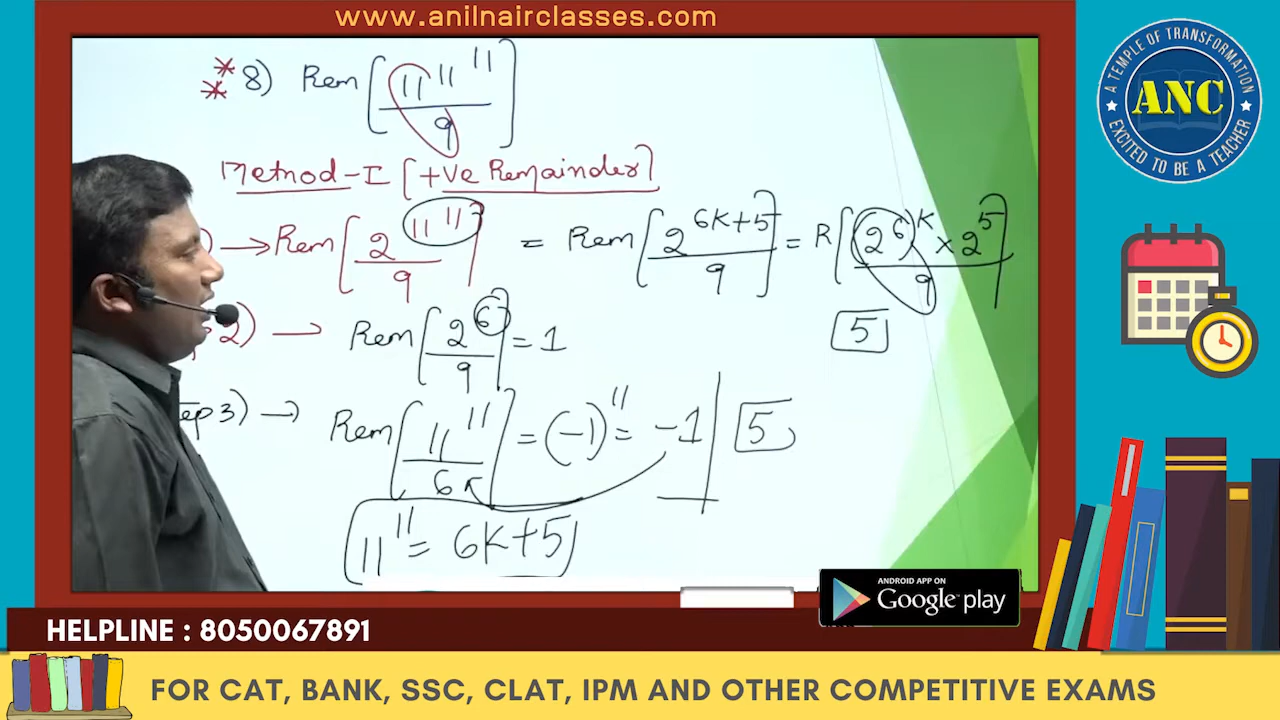 www.anilnairclasses.com
A TEMPLE OF TRANSFORMATION
ANC
EXCITED TO BE A TEACHER
** 8) Rem [11^11^11 / 9]
Method-I [+Ve Remainder]
) → Rem [2^11^11 / 9] = Rem [2^(6K+5) / 9] = R [(2^6)^K × 2^5 / 9]
2) → Rem [2^6 / 9] = 1
5
ep 3) → Rem [11^11 / 6] = (-1)^11 = -1 | 5
11^11 = 6K+5
ANDROID APP ON
Google play
HELPLINE : 8050067891
FOR CAT, BANK, SSC, CLAT, IPM AND OTHER COMPETITIVE EXAMS